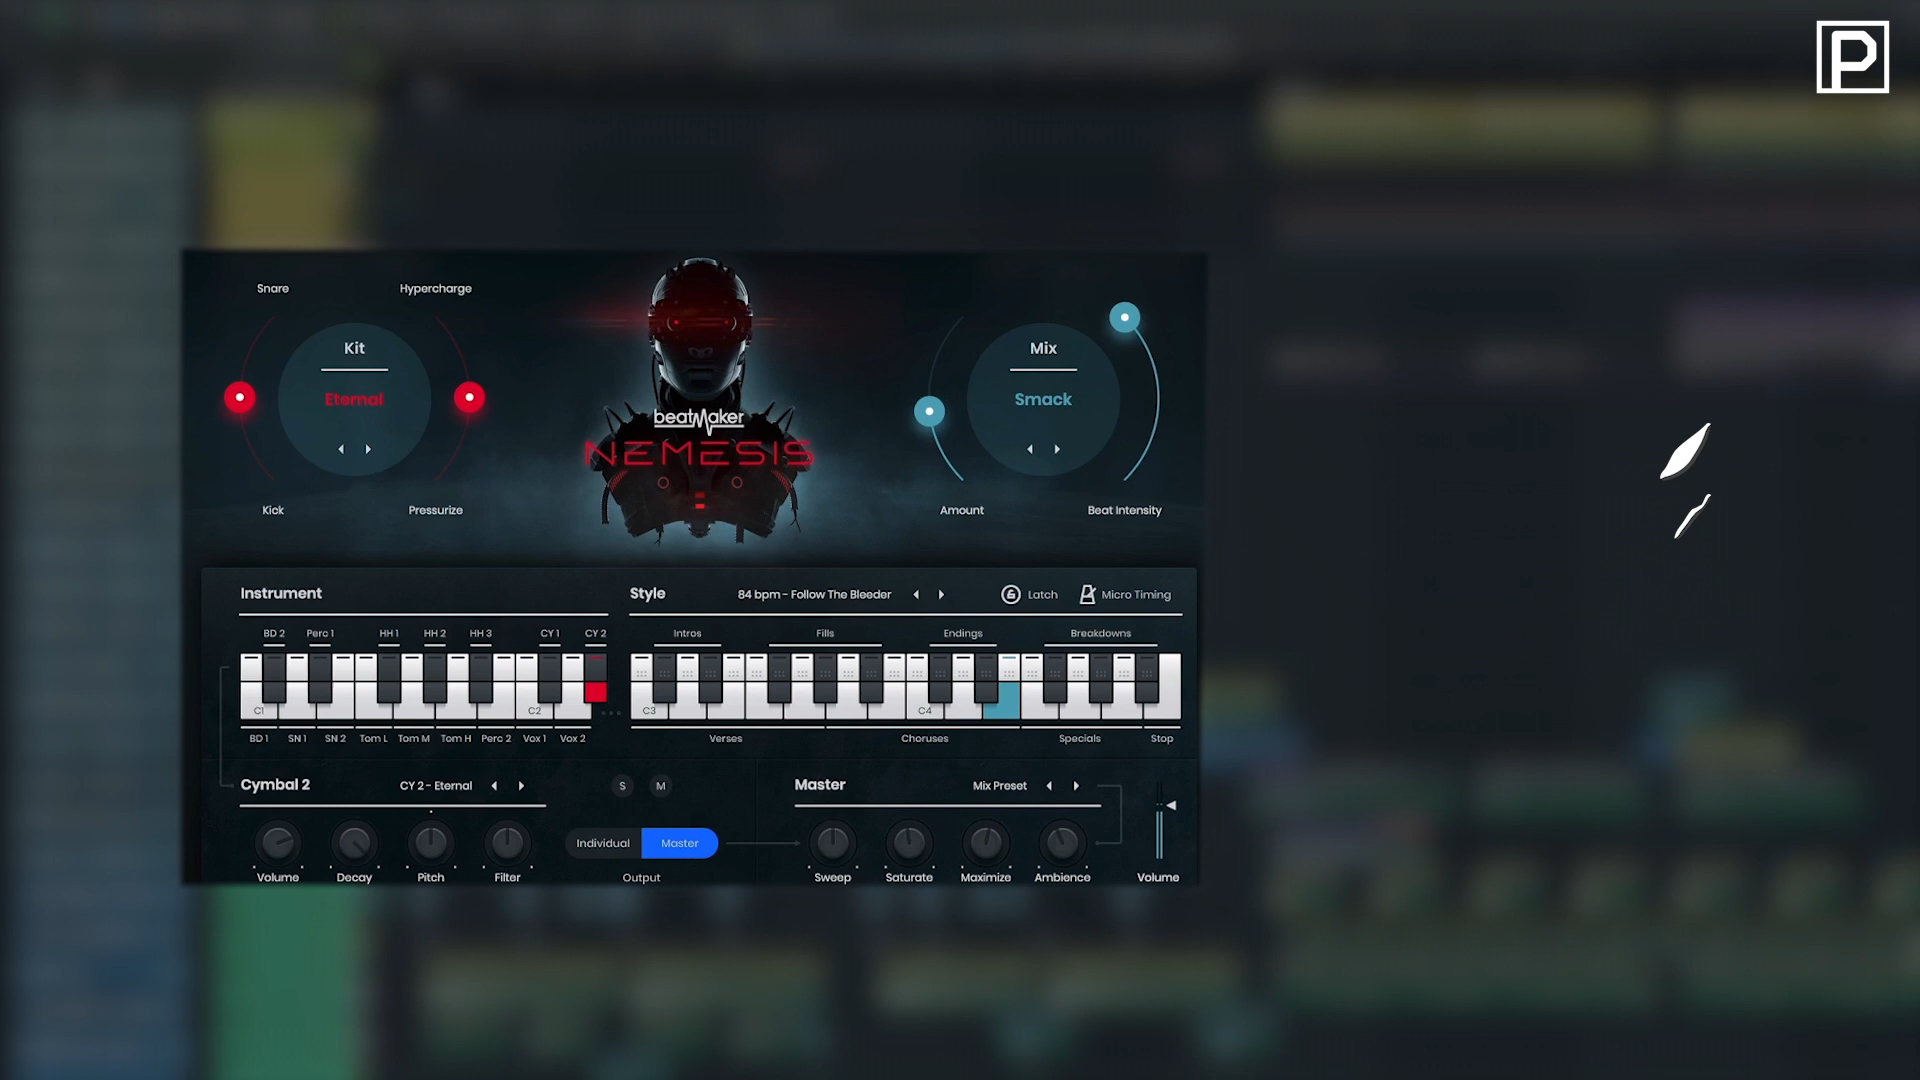 P
Snare Hypercharge
Kit
Eternal
Kick Pressurize
beatMaker
NEMESIS
Mix
Smack
Amount Beat Intensity
Instrument
BD 2 Perc 1 HH 1 HH 2 HH 3 CY 1 CY 2
C1 C2
BD 1 SN 1 SN 2 Tom L Tom M Tom H Perc 2 Vox 1 Vox 2
Style 84 bpm - Follow The Bleeder Latch Micro Timing
Intros Fills Endings Breakdowns
C3 C4
Verses Choruses Specials Stop
Cymbal 2 CY 2 - Eternal S M
Volume Decay Pitch Filter
Individual Master
Output
Master Mix Preset
Sweep Saturate Maximize Ambience Volume